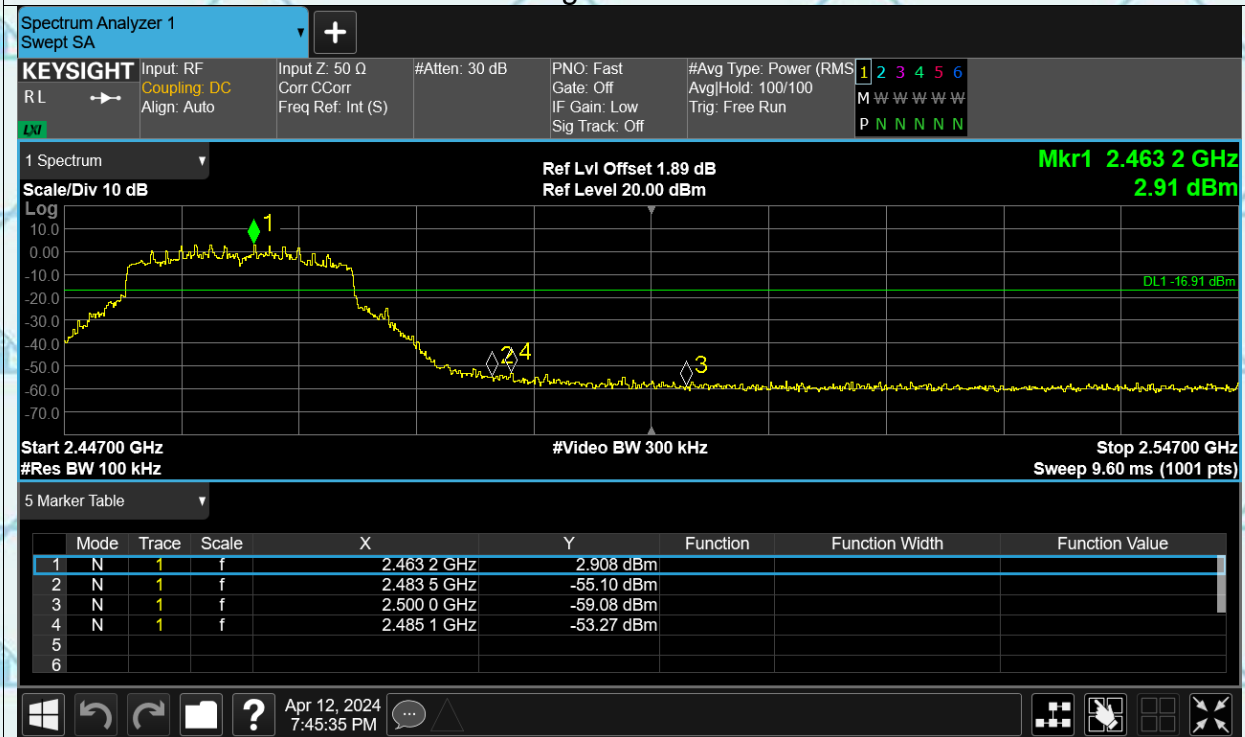 Spectrum Analyzer 1
Swept SA
+
KEYSIGHT
R L
LXI
Input: RF
Coupling: DC
Align: Auto
Input Z: 50 Ω
Corr CCorr
Freq Ref: Int (S)
#Atten: 30 dB
PNO: Fast
Gate: Off
IF Gain: Low
Sig Track: Off
#Avg Type: Power (RMS
Avg|Hold: 100/100
Trig: Free Run
1 2 3 4 5 6
M W W W W W
P N N N N N
1 Spectrum
Scale/Div 10 dB
Ref Lvl Offset 1.89 dB
Ref Level 20.00 dBm
Mkr1 2.463 2 GHz
2.91 dBm
Log
10.0
0.00
-10.0
-20.0
-30.0
-40.0
-50.0
-60.0
-70.0
1
2
4
3
DL1 -16.91 dBm
Start 2.44700 GHz
#Video BW 300 kHz
Stop 2.54700 GHz
#Res BW 100 kHz
Sweep 9.60 ms (1001 pts)
5 Marker Table
Mode Trace Scale X Y Function Function Width Function Value
1 N 1 f 2.463 2 GHz 2.908 dBm
2 N 1 f 2.483 5 GHz -55.10 dBm
3 N 1 f 2.500 0 GHz -59.08 dBm
4 N 1 f 2.485 1 GHz -53.27 dBm
5
6
?
Apr 12, 2024
7:45:35 PM